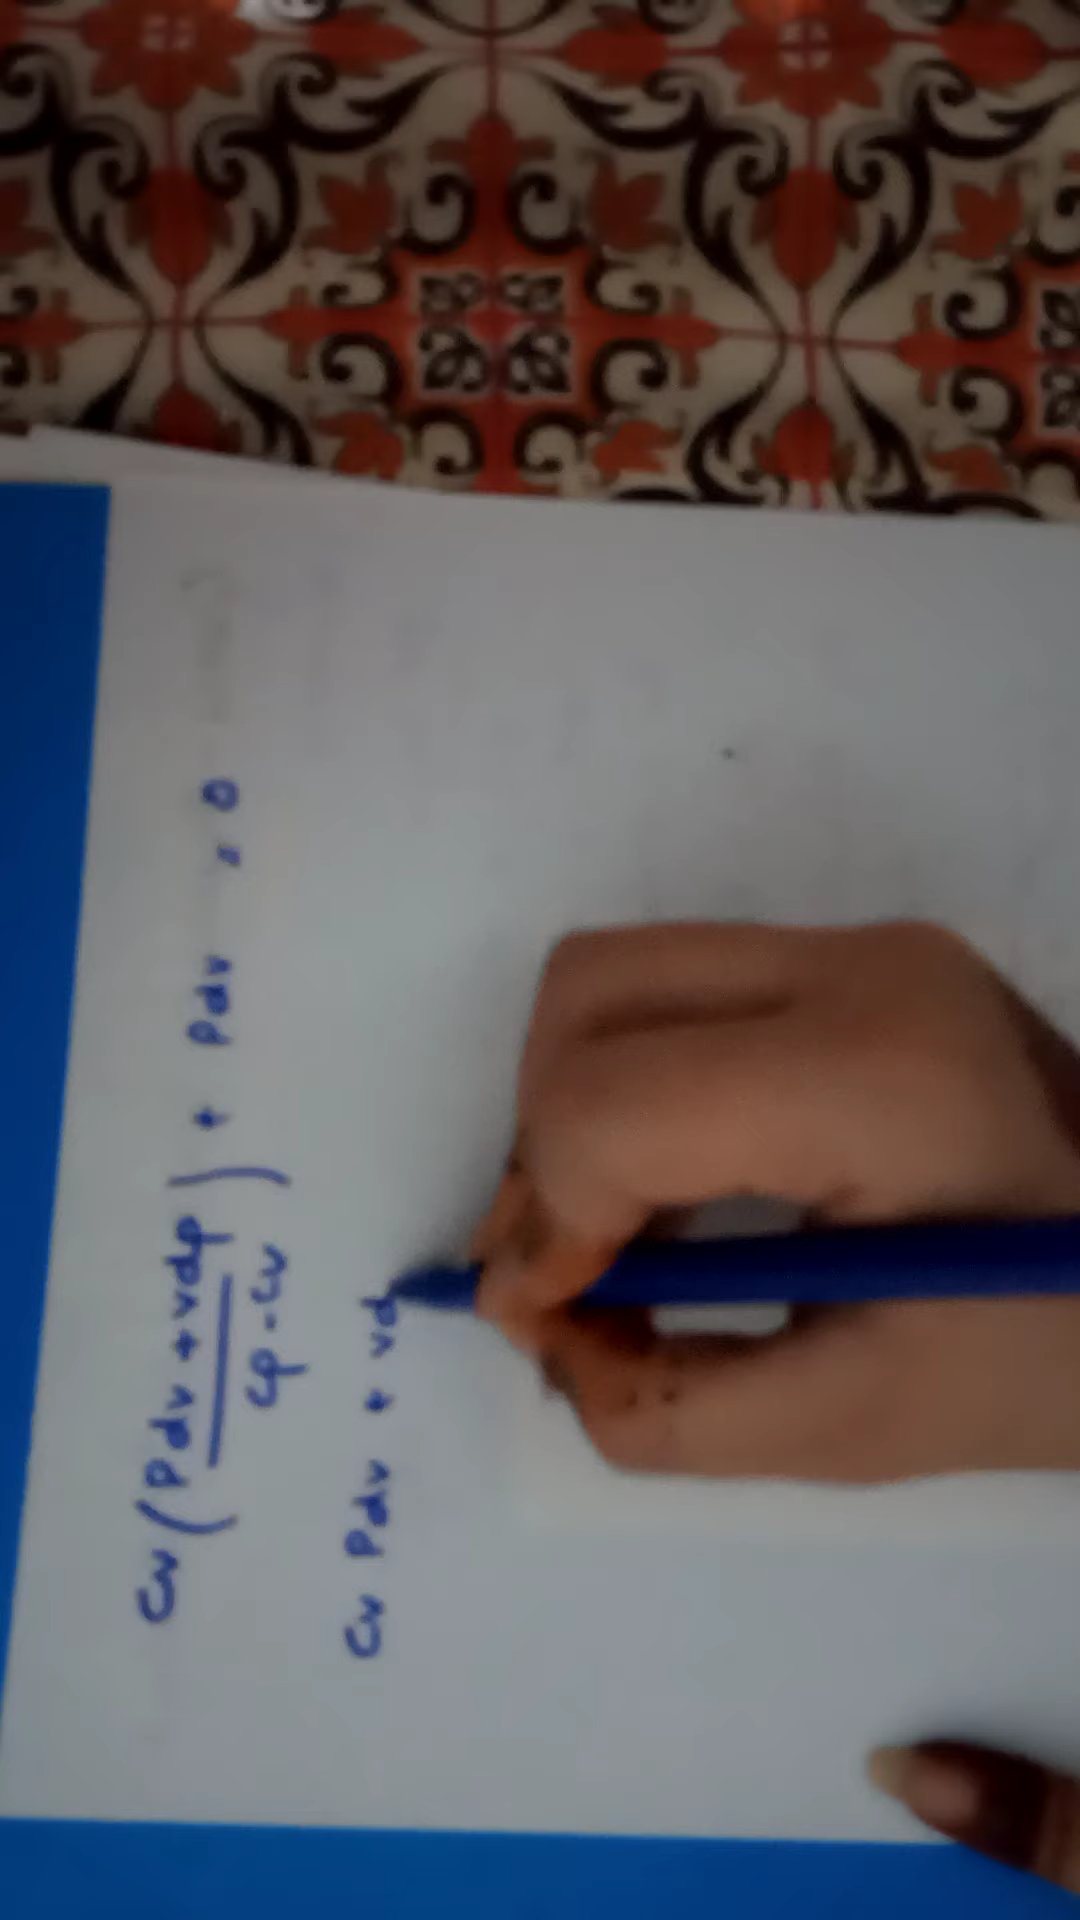 Cv (Pdv + vdp) + Pdv = 0
Cp - Cv
Cv Pdv + vd